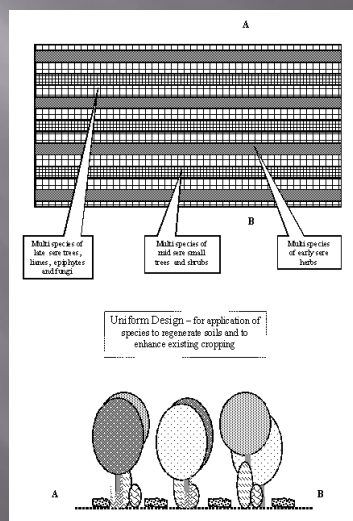 A
B
Multi species of
late sere trees,
lianes, epiphytes
and fungi
Multi species of
mid sere small
trees and shrubs
Multi species
of early sere
herbs
Uniform Design – for application of
species to regenerate soils and to
enhance existing cropping
A
B